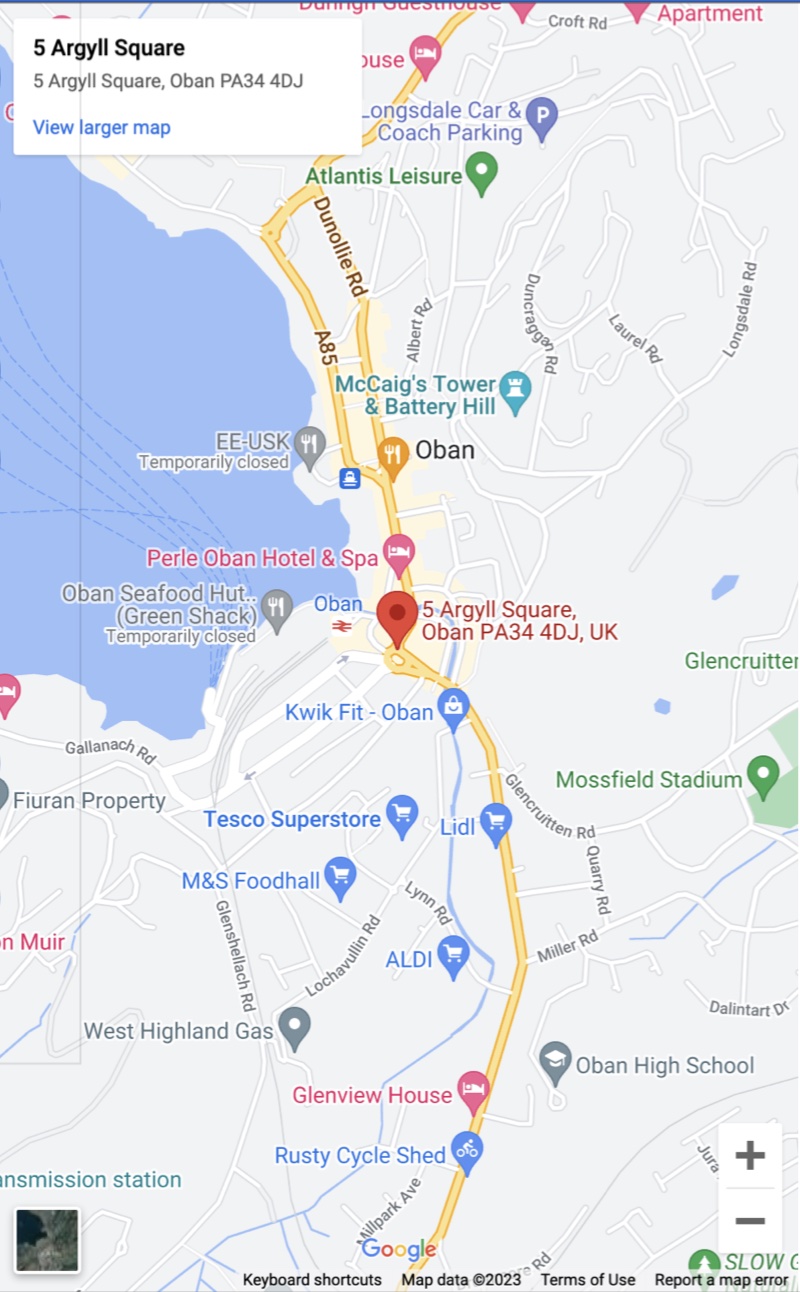 Dunrigh Guesthouse
Croft Rd
Apartment
5 Argyll Square
5 Argyll Square, Oban PA34 4DJ
View larger map
Longsdale Car &
Coach Parking
Atlantis Leisure
Dunollie Rd
A85
Albert Rd
Duncraggan Rd
Laurel Rd
Longsdale Rd
McCaig's Tower
& Battery Hill
EE-USK
Temporarily closed
Oban
Perle Oban Hotel & Spa
Oban Seafood Hut..
(Green Shack)
Temporarily closed
Oban
5 Argyll Square,
Oban PA34 4DJ, UK
Glencruitten
Kwik Fit - Oban
Gallanach Rd
Fiuran Property
Mossfield Stadium
Glencruitten Rd
Tesco Superstore
Lidl
Quarry Rd
M&S Foodhall
Lynn Rd
on Muir
Glenshellach Rd
Lochavullin Rd
ALDI
Miller Rd
Dalintart Dr
West Highland Gas
Oban High School
Glenview House
Rusty Cycle Shed
Jura
ansmission station
Millpark Ave
Google
Rd
SLOW
Keyboard shortcuts
Map data ©2023
Terms of Use
Report a map error